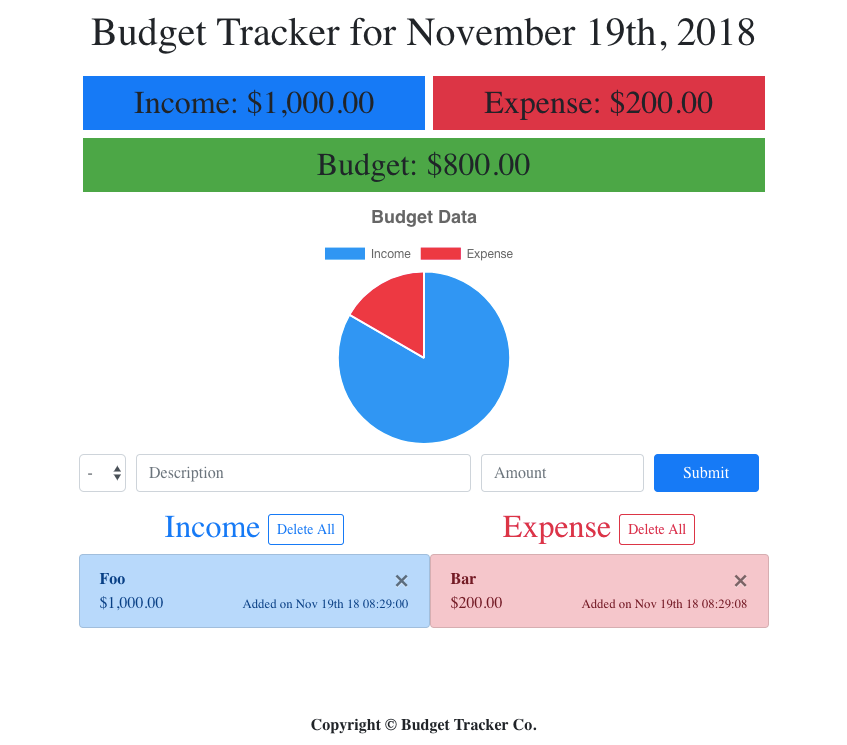 Budget Tracker for November 19th, 2018
Income: $1,000.00
Expense: $200.00
Budget: $800.00
Budget Data
Income Expense
- Description Amount Submit
Income Delete All
Expense Delete All
Foo ×
$1,000.00 Added on Nov 19th 18 08:29:00
Bar ×
$200.00 Added on Nov 19th 18 08:29:08
Copyright © Budget Tracker Co.